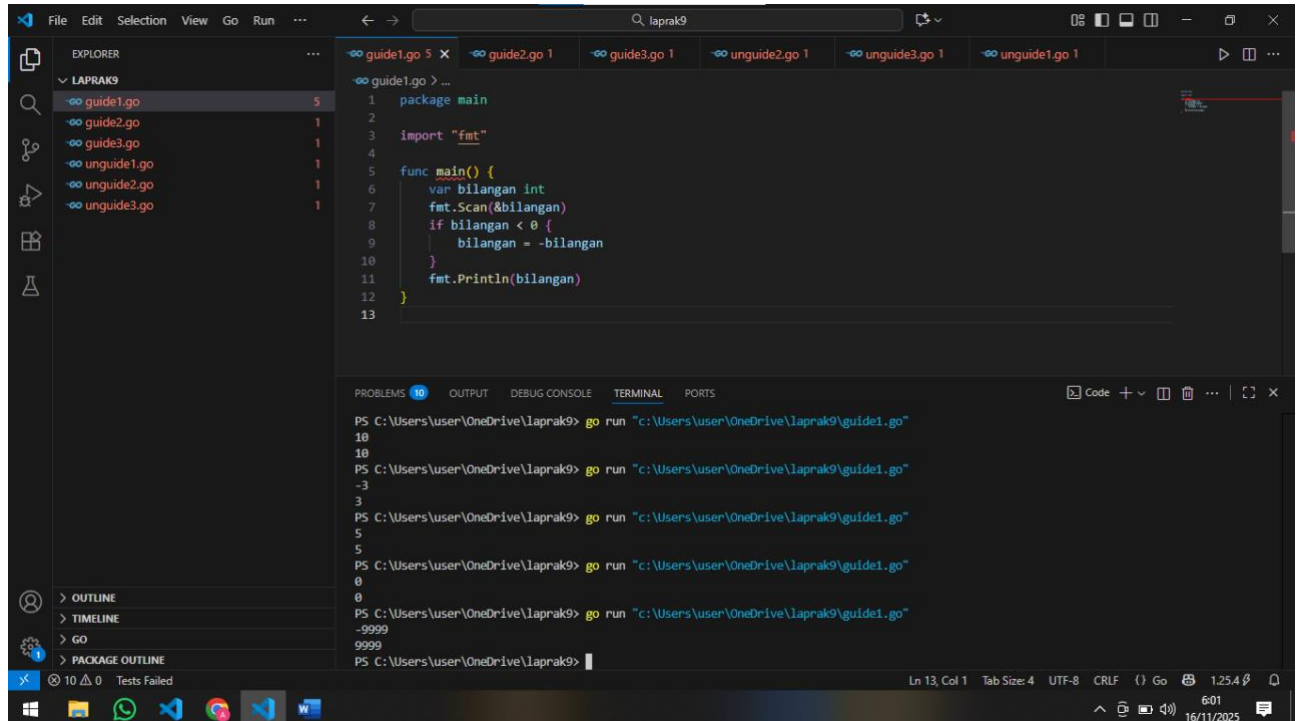 File Edit Selection View Go Run ··· ← → laprak9
EXPLORER ···
LAPRAK9
guide1.go 5
guide2.go 1
guide3.go 1
unguide1.go 1
unguide2.go 1
unguide3.go 1
OUTLINE
TIMELINE
GO
PACKAGE OUTLINE
guide1.go 5 × guide2.go 1 guide3.go 1 unguide2.go 1 unguide3.go 1 unguide1.go 1 ···
guide1.go > ...
1 package main
2
3 import "fmt"
4
5 func main() {
6 var bilangan int
7 fmt.Scan(&bilangan)
8 if bilangan < 0 {
9 bilangan = -bilangan
10 }
11 fmt.Println(bilangan)
12 }
13
PROBLEMS 10 OUTPUT DEBUG CONSOLE TERMINAL PORTS Code
PS C:\Users\user\OneDrive\laprak9> go run "c:\Users\user\OneDrive\laprak9\guide1.go"
10
10
PS C:\Users\user\OneDrive\laprak9> go run "c:\Users\user\OneDrive\laprak9\guide1.go"
-3
3
PS C:\Users\user\OneDrive\laprak9> go run "c:\Users\user\OneDrive\laprak9\guide1.go"
5
5
PS C:\Users\user\OneDrive\laprak9> go run "c:\Users\user\OneDrive\laprak9\guide1.go"
0
0
PS C:\Users\user\OneDrive\laprak9> go run "c:\Users\user\OneDrive\laprak9\guide1.go"
-9999
9999
PS C:\Users\user\OneDrive\laprak9>
1
10 0 Tests Failed Ln 13, Col 1 Tab Size: 4 UTF-8 CRLF {} Go 1.25.4
6:01
16/11/2025